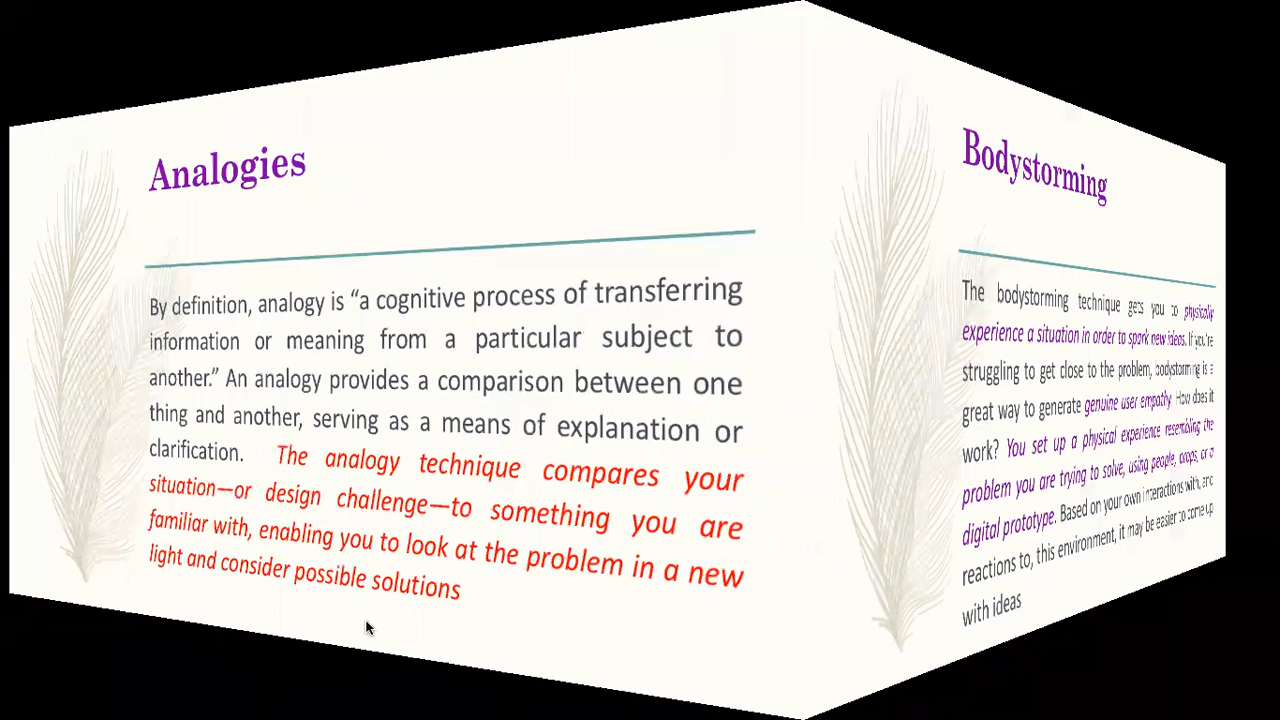 Analogies
By definition, analogy is “a cognitive process of transferring
information or meaning from a particular subject to
another.” An analogy provides a comparison between one
thing and another, serving as a means of explanation or
clarification. The analogy technique compares your
situation—or design challenge—to something you are
familiar with, enabling you to look at the problem in a new
light and consider possible solutions
Bodystorming
The bodystorming technique gets you to physically
experience a situation in order to spark new ideas. If you're
struggling to get close to the problem, bodystorming is a
great way to generate genuine user empathy. How does it
work? You set up a physical experience resembling the
problem you are trying to solve, using people, props, or a
digital prototype. Based on your own interactions with, and
reactions to, this environment, it may be easier to come up
with ideas